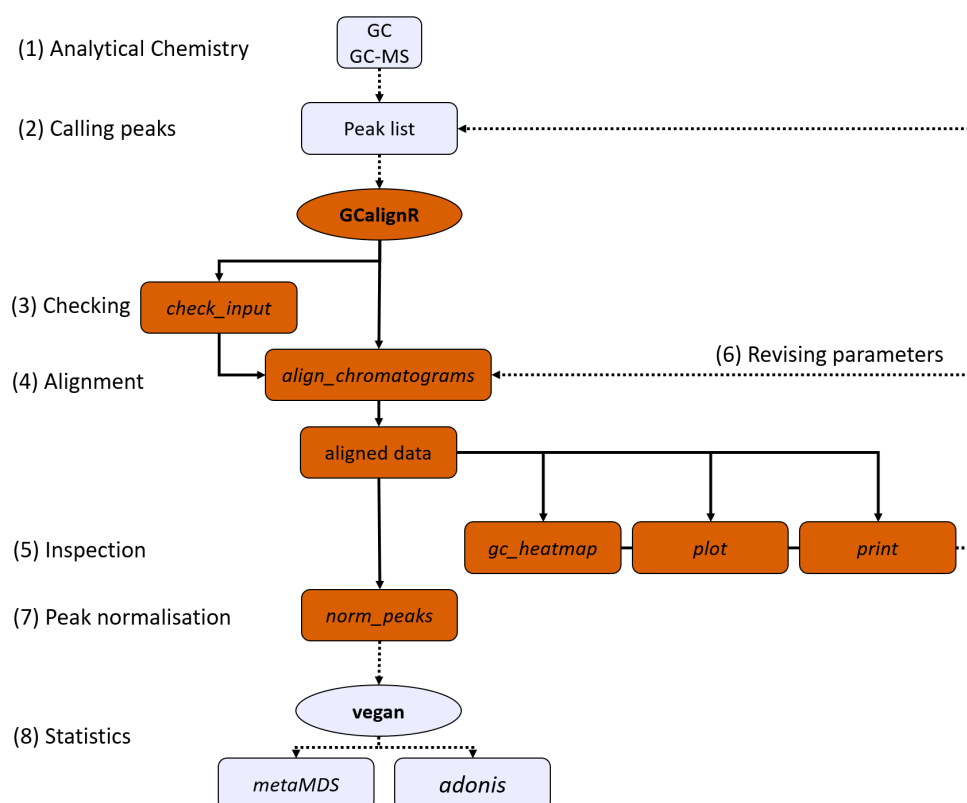 (1) Analytical Chemistry
GC
GC-MS
(2) Calling peaks
Peak list
GCalignR
(3) Checking
check_input
(6) Revising parameters
(4) Alignment
align_chromatograms
aligned data
(5) Inspection
gc_heatmap
plot
print
(7) Peak normalisation
norm_peaks
vegan
(8) Statistics
metaMDS
adonis